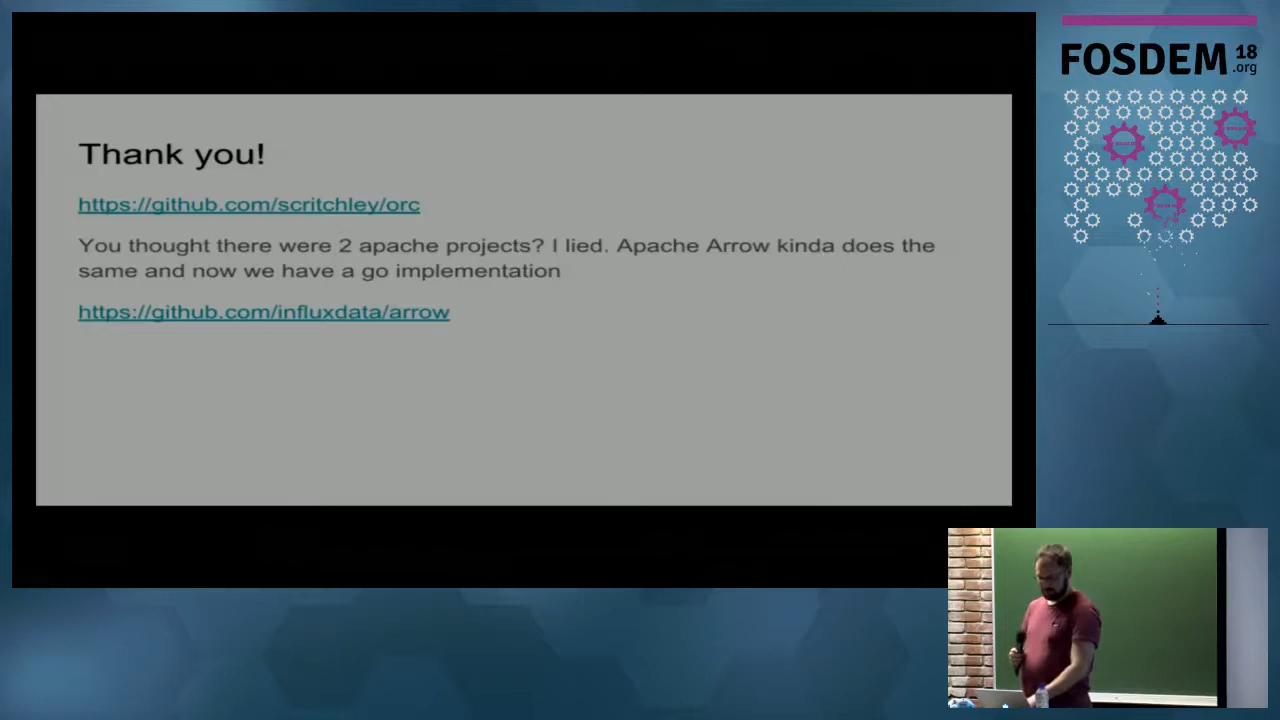 Thank you!
https://github.com/scritchley/orc
You thought there were 2 apache projects? I lied. Apache Arrow kinda does the
same and now we have a go implementation
https://github.com/influxdata/arrow
FOSDEM 18
.org